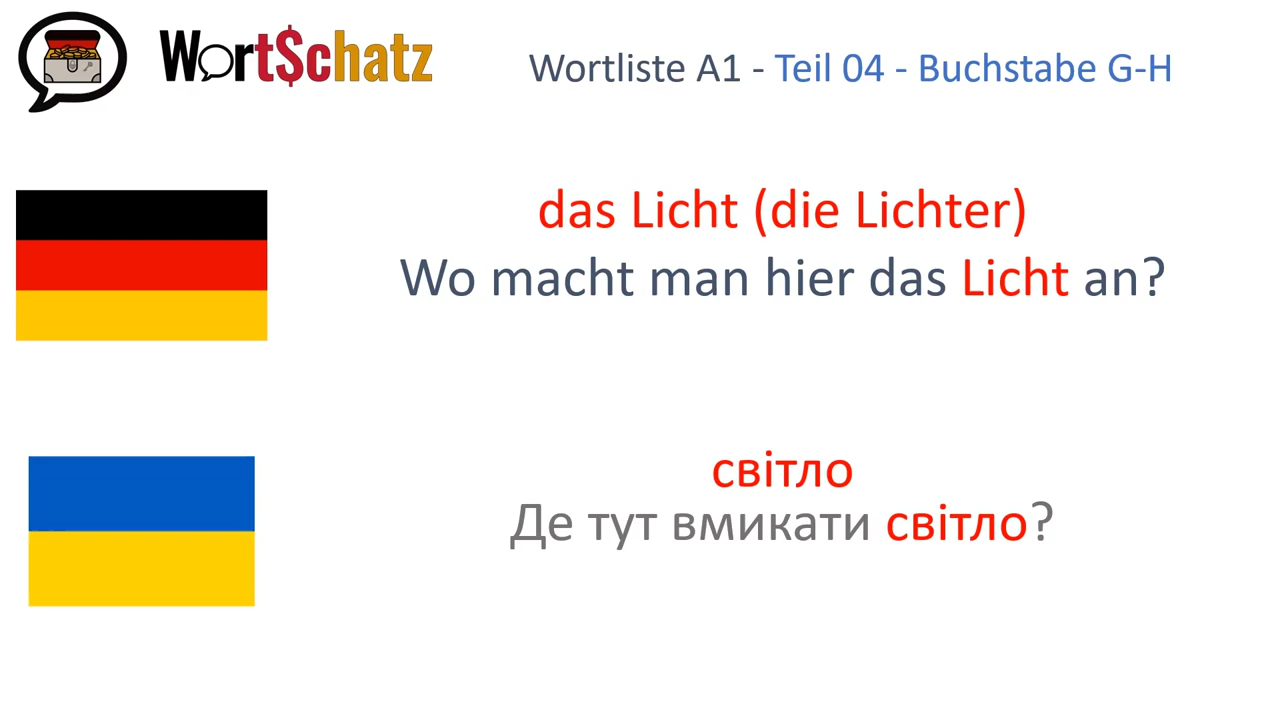 Wort$chatz
Wortliste A1 - Teil 04 - Buchstabe G-H
das Licht (die Lichter)
Wo macht man hier das Licht an?
світло
Де тут вмикати світло?